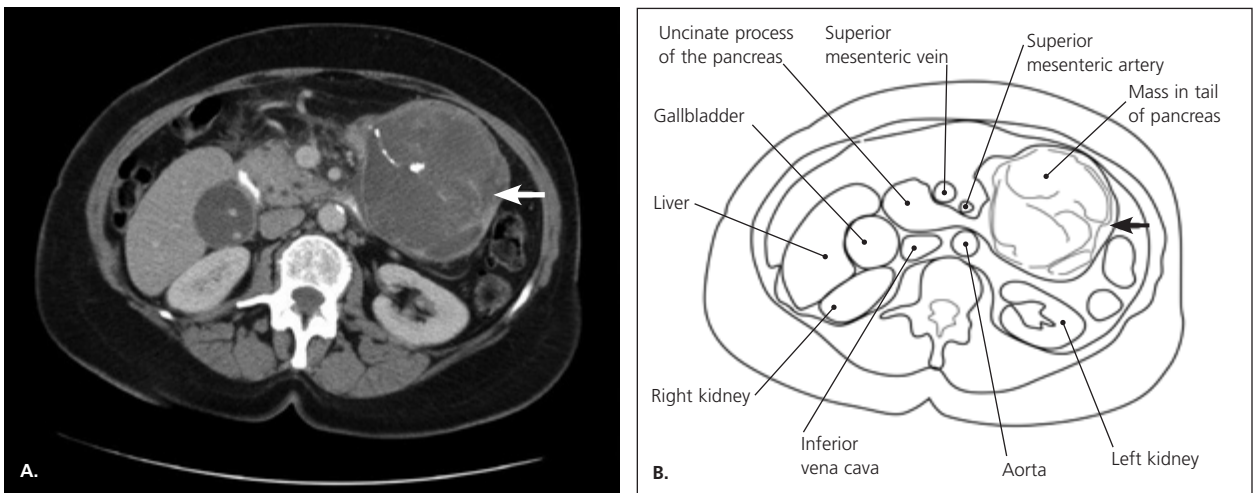 A.
Uncinate process
of the pancreas
Superior
mesenteric vein
Superior
mesenteric artery
Mass in tail
of pancreas
Gallbladder
Liver
Right kidney
Inferior
vena cava
Aorta
Left kidney
B.